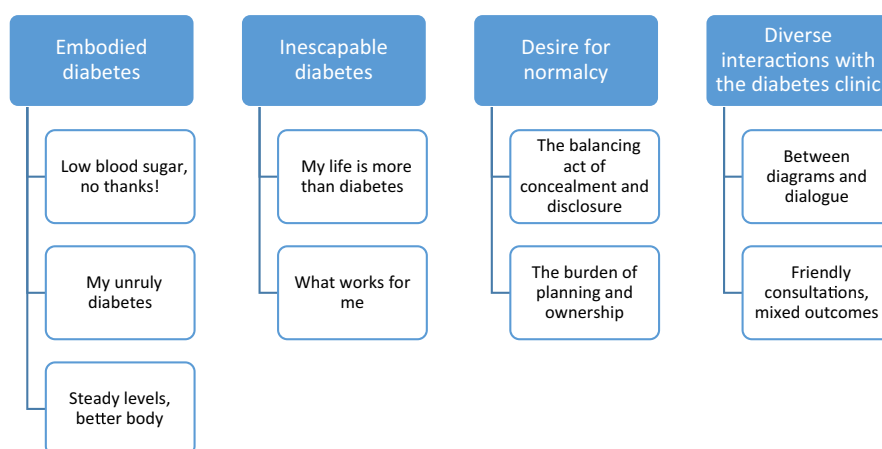 Embodied
diabetes
Low blood sugar,
no thanks!
My unruly
diabetes
Steady levels,
better body
Inescapable
diabetes
My life is more
than diabetes
What works for
me
Desire for
normalcy
The balancing
act of
concealment and
disclosure
The burden of
planning and
ownership
Diverse
interactions with
the diabetes clinic
Between
diagrams and
dialogue
Friendly
consultations,
mixed outcomes